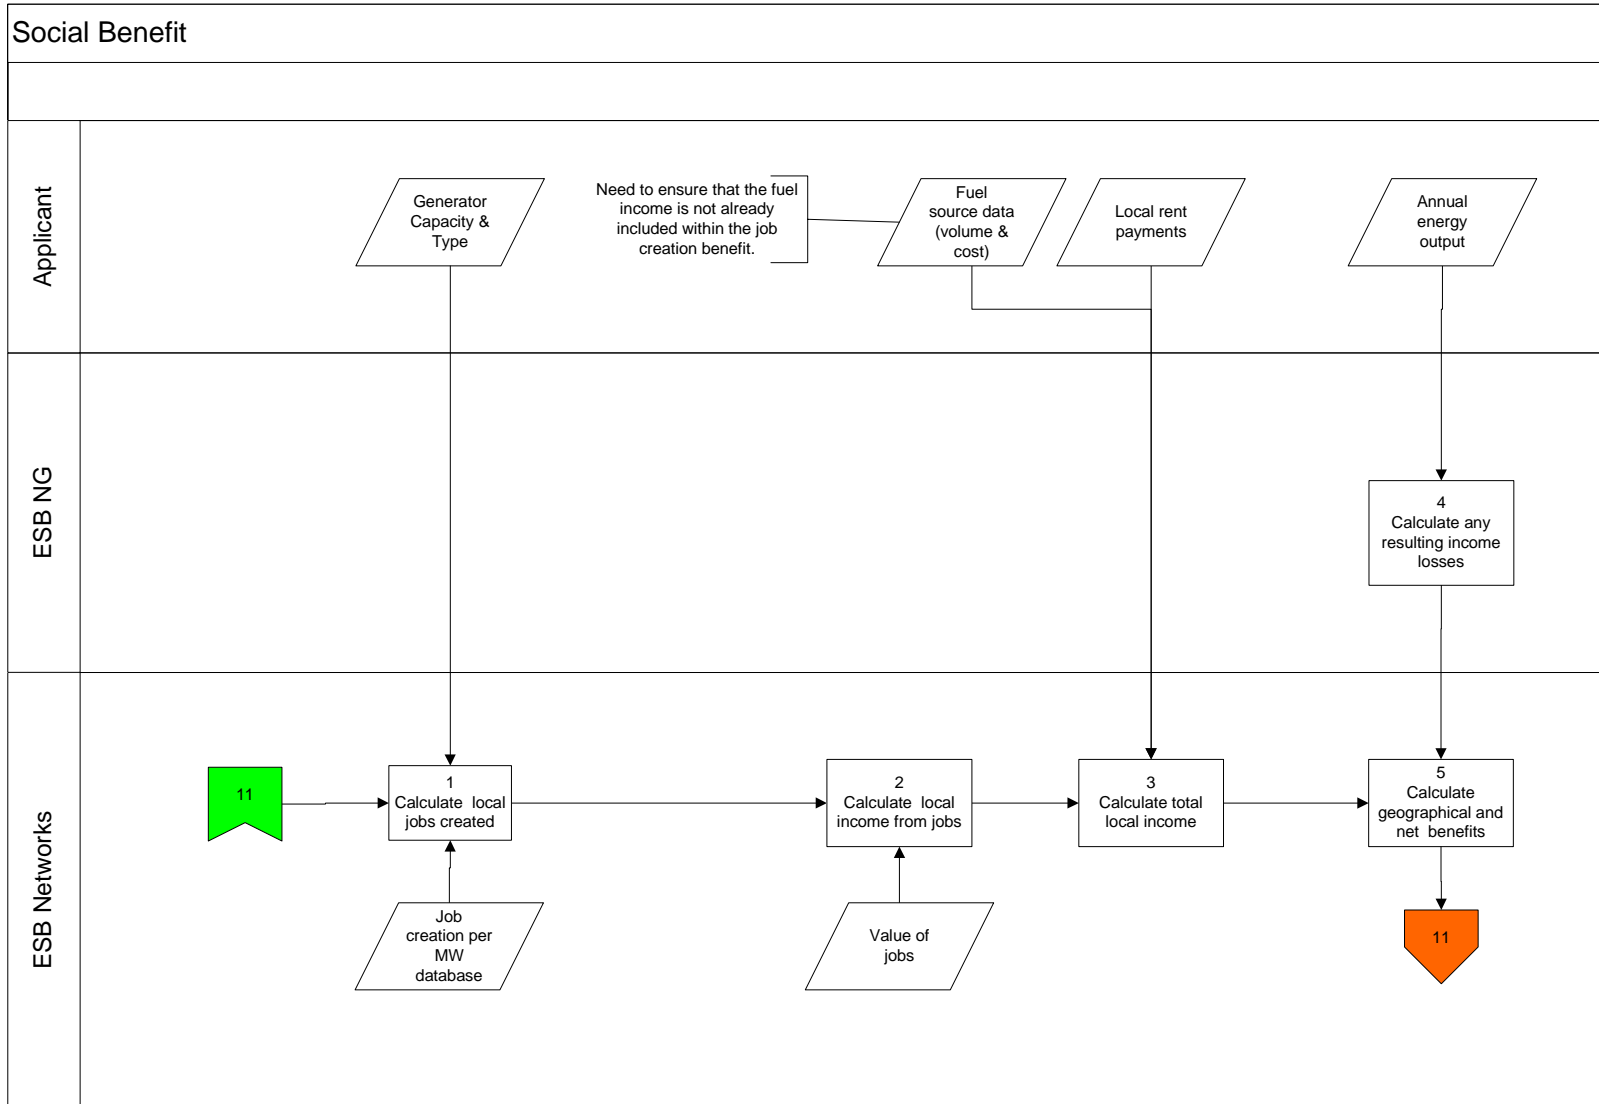 Social Benefit
Applicant
Generator
Capacity &
Type
Need to ensure that the fuel
income is not already
included within the job
creation benefit.
Fuel
source data
(volume &
cost)
Local rent
payments
Annual
energy
output
ESB NG
4
Calculate any
resulting income
losses
ESB Networks
11
1
Calculate local
jobs created
2
Calculate local
income from jobs
3
Calculate total
local income
5
Calculate
geographical and
net benefits
Job
creation per
MW
database
Value of
jobs
11